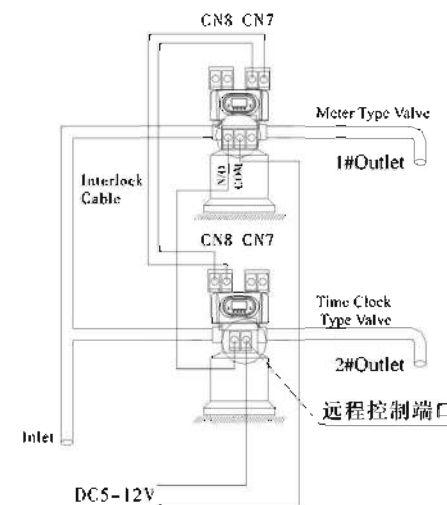 CN8 CN7
Meter Type Valve
1#Outlet
N/O
COM
Interlock
Cable
CN8 CN7
Time Clock
Type Valve
2#Outlet
远程控制端口
Inlet
DC5-12V